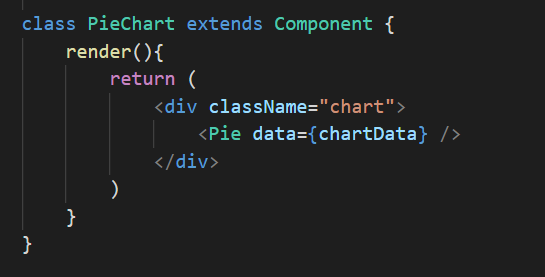 class PieChart extends Component {
    render(){
        return (
            <div className="chart">
                <Pie data={chartData} />
            </div>
        )
    }
}